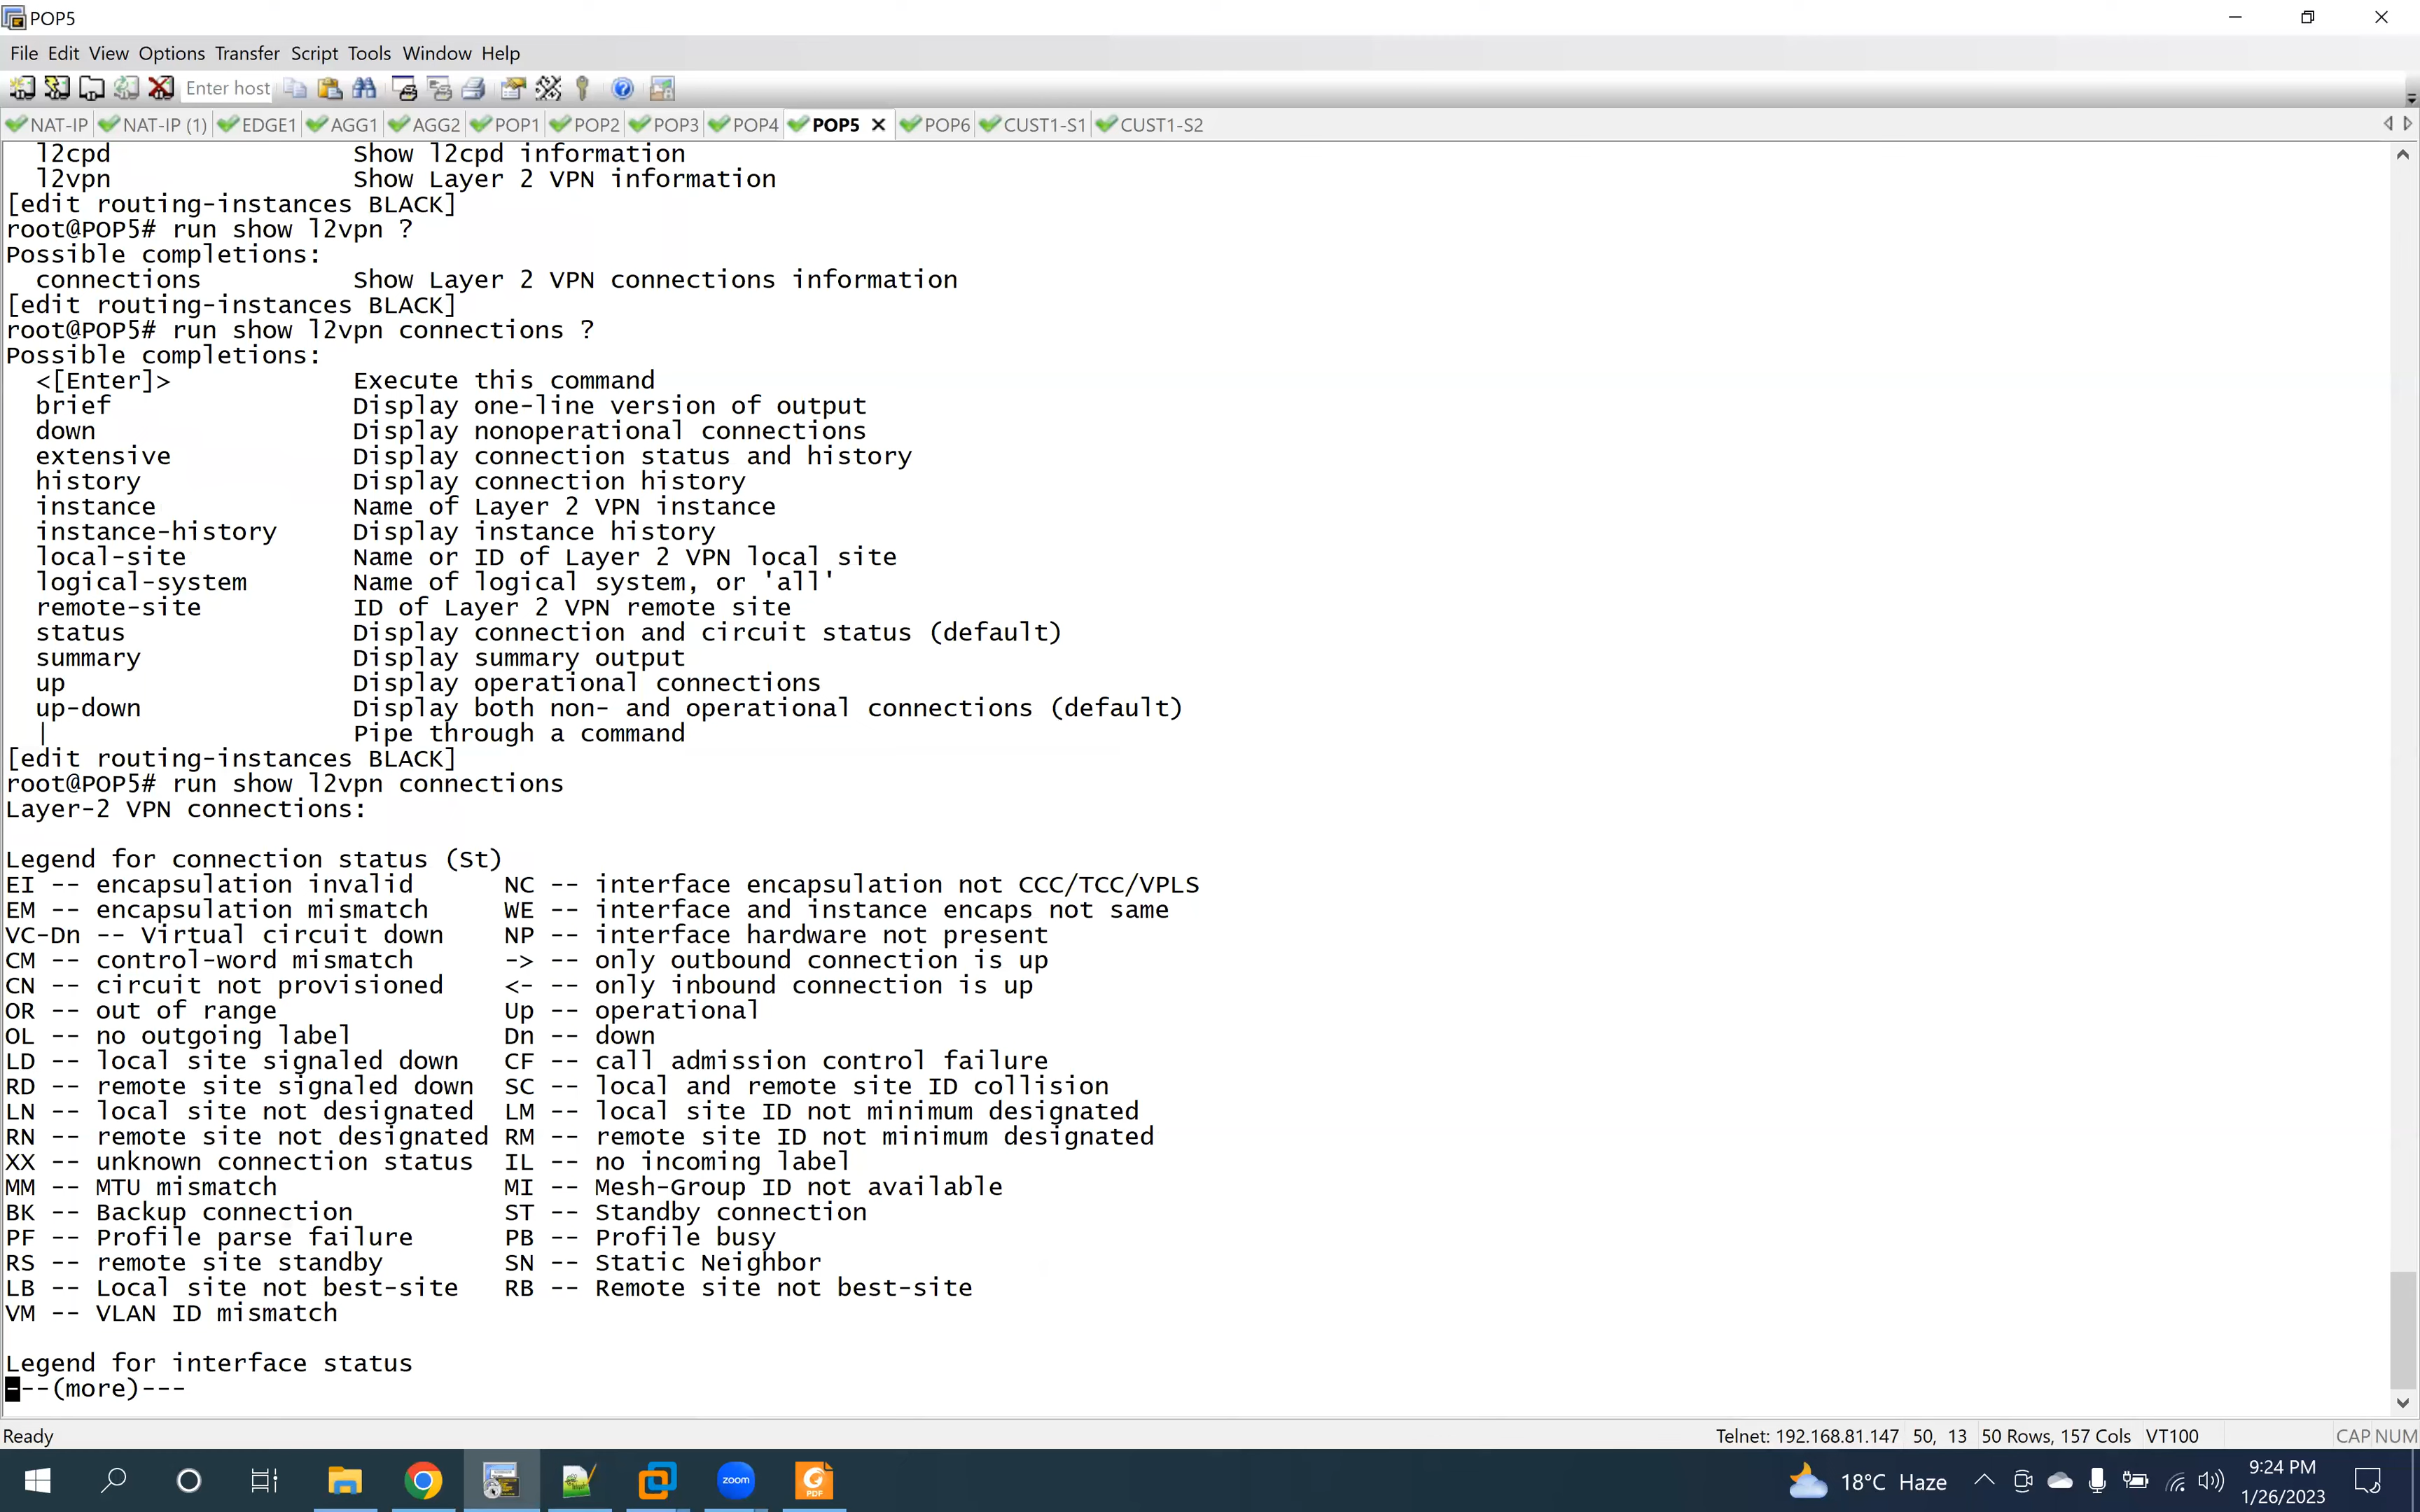 POP5
File Edit View Options Transfer Script Tools Window Help
Enter host
NAT-IP NAT-IP (1) EDGE1 AGG1 AGG2 POP1 POP2 POP3 POP4 POP5 POP6 CUST1-S1 CUST1-S2
l2cpd Show l2cpd information
l2vpn Show Layer 2 VPN information
[edit routing-instances BLACK]
root@POP5# run show l2vpn ?
Possible completions:
connections Show Layer 2 VPN connections information
[edit routing-instances BLACK]
root@POP5# run show l2vpn connections ?
Possible completions:
<[Enter]> Execute this command
brief Display one-line version of output
down Display nonoperational connections
extensive Display connection status and history
history Display connection history
instance Name of Layer 2 VPN instance
instance-history Display instance history
local-site Name or ID of Layer 2 VPN local site
logical-system Name of logical system, or 'all'
remote-site ID of Layer 2 VPN remote site
status Display connection and circuit status (default)
summary Display summary output
up Display operational connections
up-down Display both non- and operational connections (default)
| Pipe through a command
[edit routing-instances BLACK]
root@POP5# run show l2vpn connections
Layer-2 VPN connections:
Legend for connection status (St)
EI -- encapsulation invalid NC -- interface encapsulation not CCC/TCC/VPLS
EM -- encapsulation mismatch WE -- interface and instance encaps not same
VC-Dn -- Virtual circuit down NP -- interface hardware not present
CM -- control-word mismatch -> -- only outbound connection is up
CN -- circuit not provisioned <- -- only inbound connection is up
OR -- out of range Up -- operational
OL -- no outgoing label Dn -- down
LD -- local site signaled down CF -- call admission control failure
RD -- remote site signaled down SC -- local and remote site ID collision
LN -- local site not designated LM -- local site ID not minimum designated
RN -- remote site not designated RM -- remote site ID not minimum designated
XX -- unknown connection status IL -- no incoming label
MM -- MTU mismatch MI -- Mesh-Group ID not available
BK -- Backup connection ST -- Standby connection
PF -- Profile parse failure PB -- Profile busy
RS -- remote site standby SN -- Static Neighbor
LB -- Local site not best-site RB -- Remote site not best-site
VM -- VLAN ID mismatch
Legend for interface status
---(more)---
Ready Telnet: 192.168.81.147 50, 13 50 Rows, 157 Cols VT100 CAP NUM
zoom PDF 18°C Haze 9:24 PM
1/26/2023